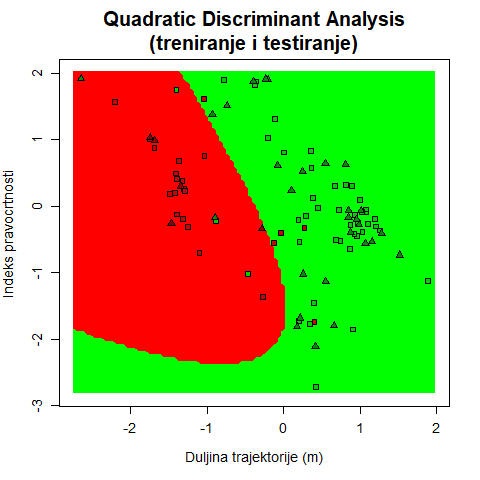 Quadratic Discriminant Analysis
(treniranje i testiranje)
2
1
0
-1
-2
-3
Indeks pravocrtnosti
-2
-1
0
1
2
Duljina trajektorije (m)